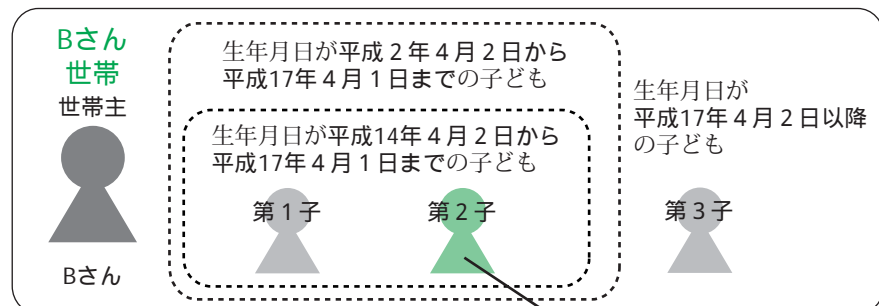 Bさん
世帯
世帯主
Bさん
生年月日が平成２年４月２日から
平成17年４月１日までの子ども
生年月日が平成14年４月２日から
平成17年４月１日までの子ども
第１子
第２子
生年月日が
平成17年４月２日以降
の子ども
第３子